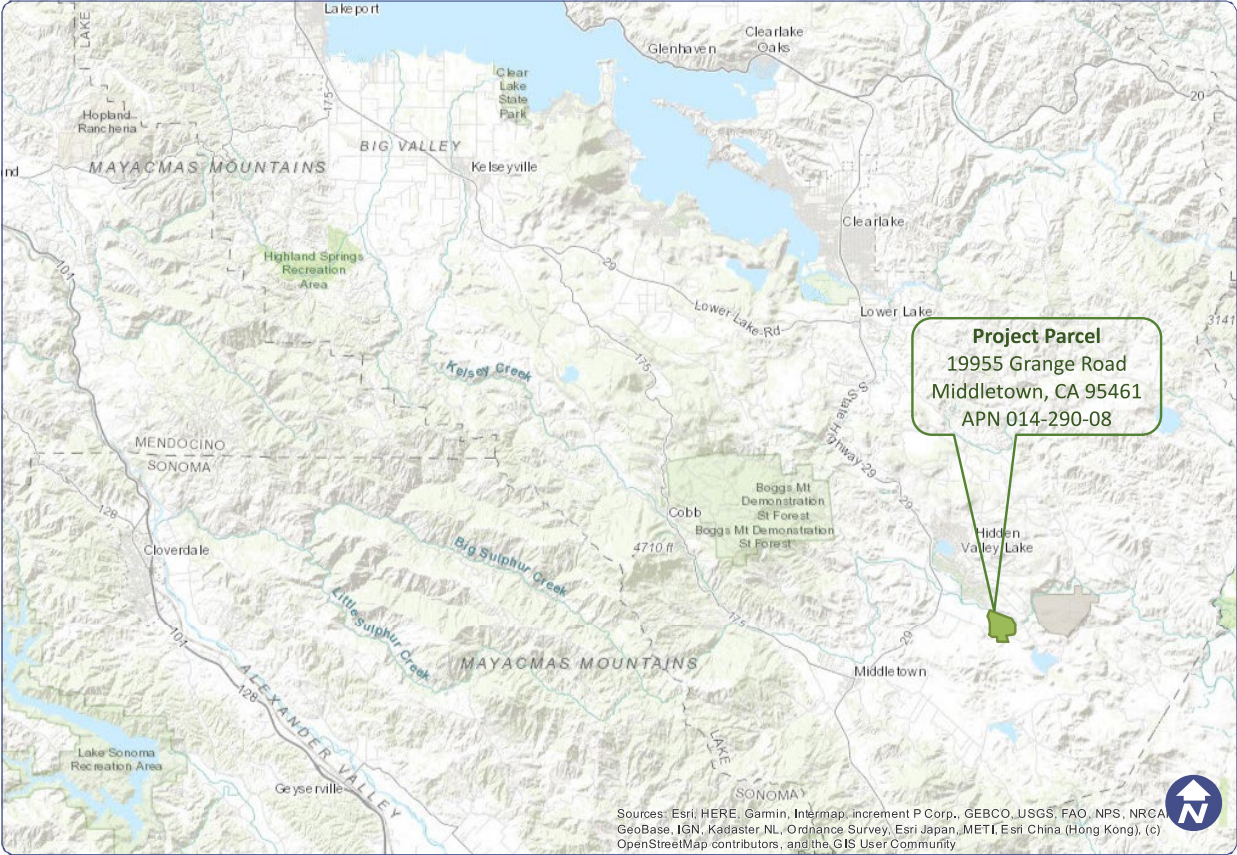 Lakeport
LAKE
Glenhaven
Clearlake
Oaks
Clear
Lake
State
Park
175
20
Hopland
Rancheria
BIG VALLEY
MAYACMAS MOUNTAINS
nd
Kelseyville
Clearlake
101
Highland Springs
Recreation
Area
29
Lower Lake Rd
Lower Lake
3141
Project Parcel
19955 Grange Road
Middletown, CA 95461
APN 014-290-08
175
Kelsey Creek
State Highway 29
S
MENDOCINO
SONOMA
29
128
Boggs Mt
Demonstration
St Forest
Cobb
Boggs Mt Demonstration
St Forest
Hidden
Valley Lake
Cloverdale
4710 ft
Big Sulphur Creek
Little Sulphur Creek
175
29
101
MAYACMAS MOUNTAINS
Middletown
ALEXANDER VALLEY
128
LAKE
Lake Sonoma
Recreation Area
Geyserville
SONOMA
Sources: Esri, HERE, Garmin, Intermap, increment P Corp., GEBCO, USGS, FAO, NPS, NRCA
GeoBase, IGN, Kadaster NL, Ordnance Survey, Esri Japan, METI, Esri China (Hong Kong), (c)
OpenStreetMap contributors, and the GIS User Community
N